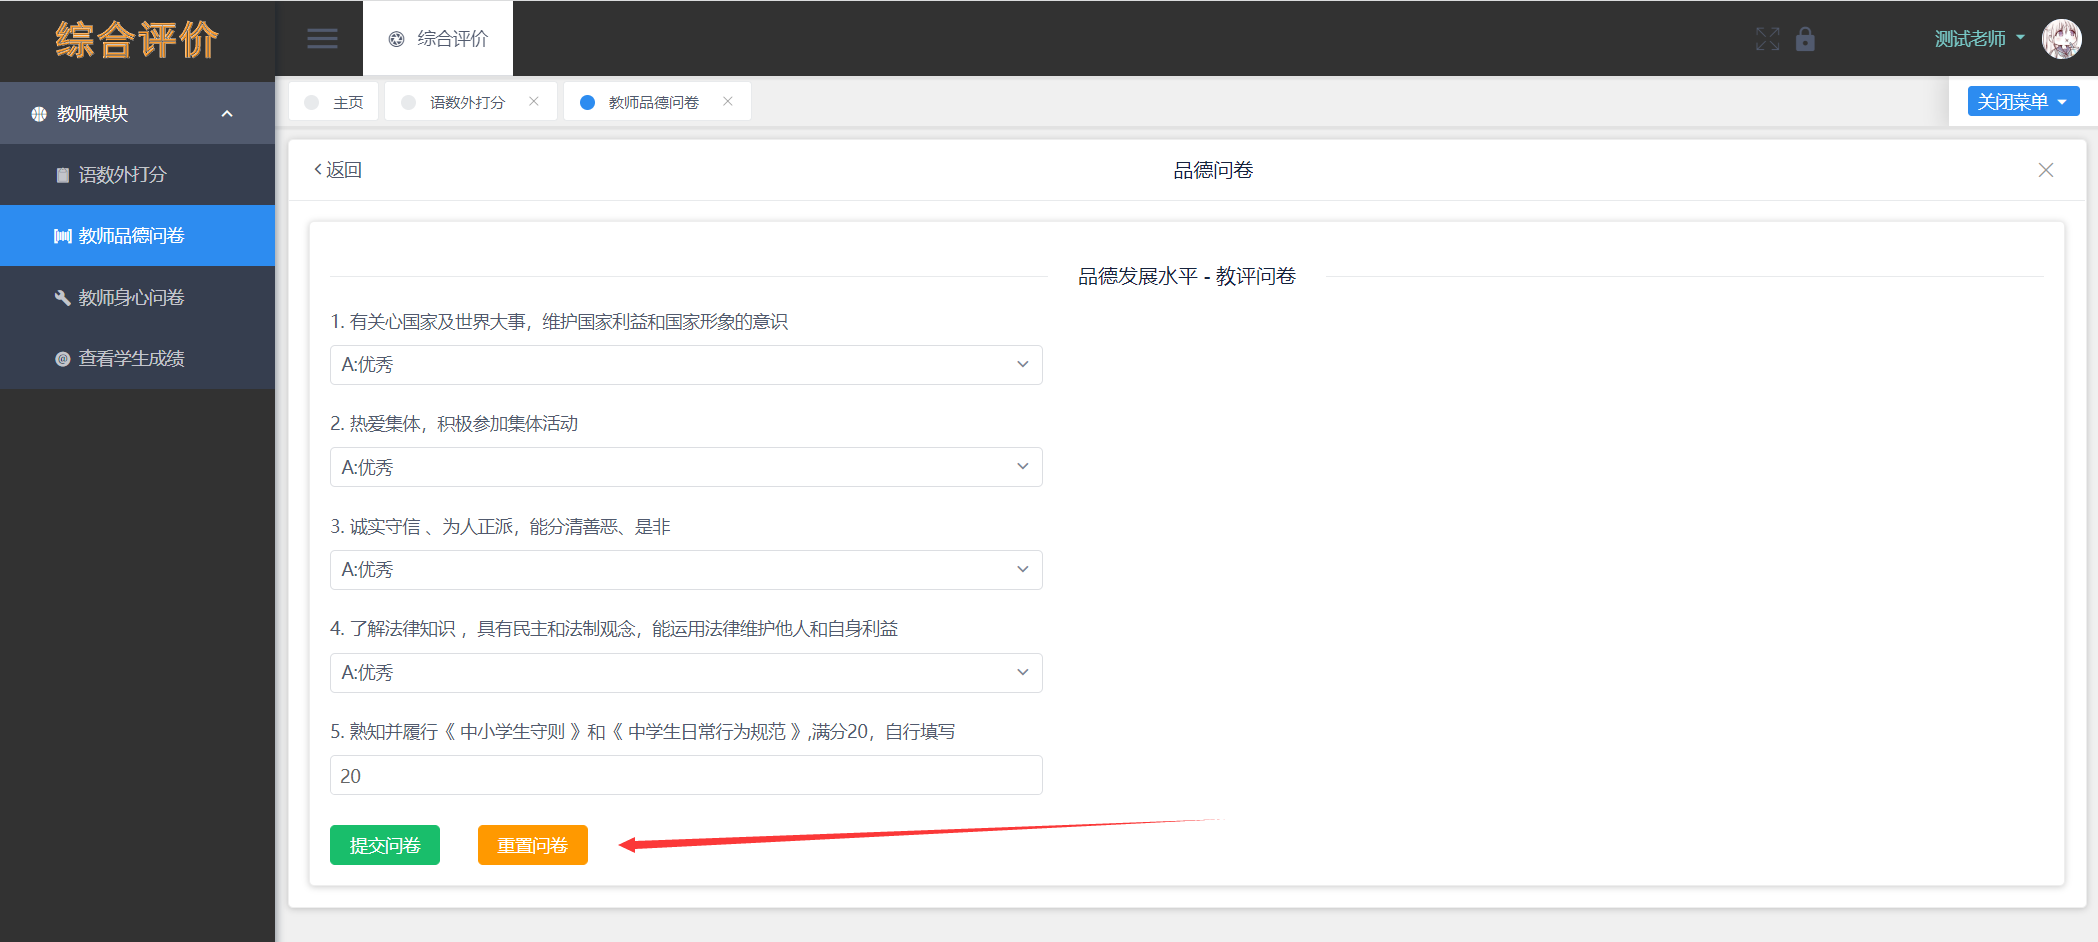 综合评价
综合评价
测试老师
教师模块
语数外打分
教师品德问卷
教师身心问卷
查看学生成绩
主页
语数外打分
教师品德问卷
关闭菜单
返回
品德问卷
品德发展水平 - 教评问卷
1. 有关心国家及世界大事，维护国家利益和国家形象的意识
A:优秀
2. 热爱集体，积极参加集体活动
A:优秀
3. 诚实守信 、为人正派，能分清善恶、是非
A:优秀
4. 了解法律知识 ，具有民主和法制观念，能运用法律维护他人和自身利益
A:优秀
5. 熟知并履行《 中小学生守则 》和《 中学生日常行为规范 》,满分20，自行填写
20
提交问卷
重置问卷